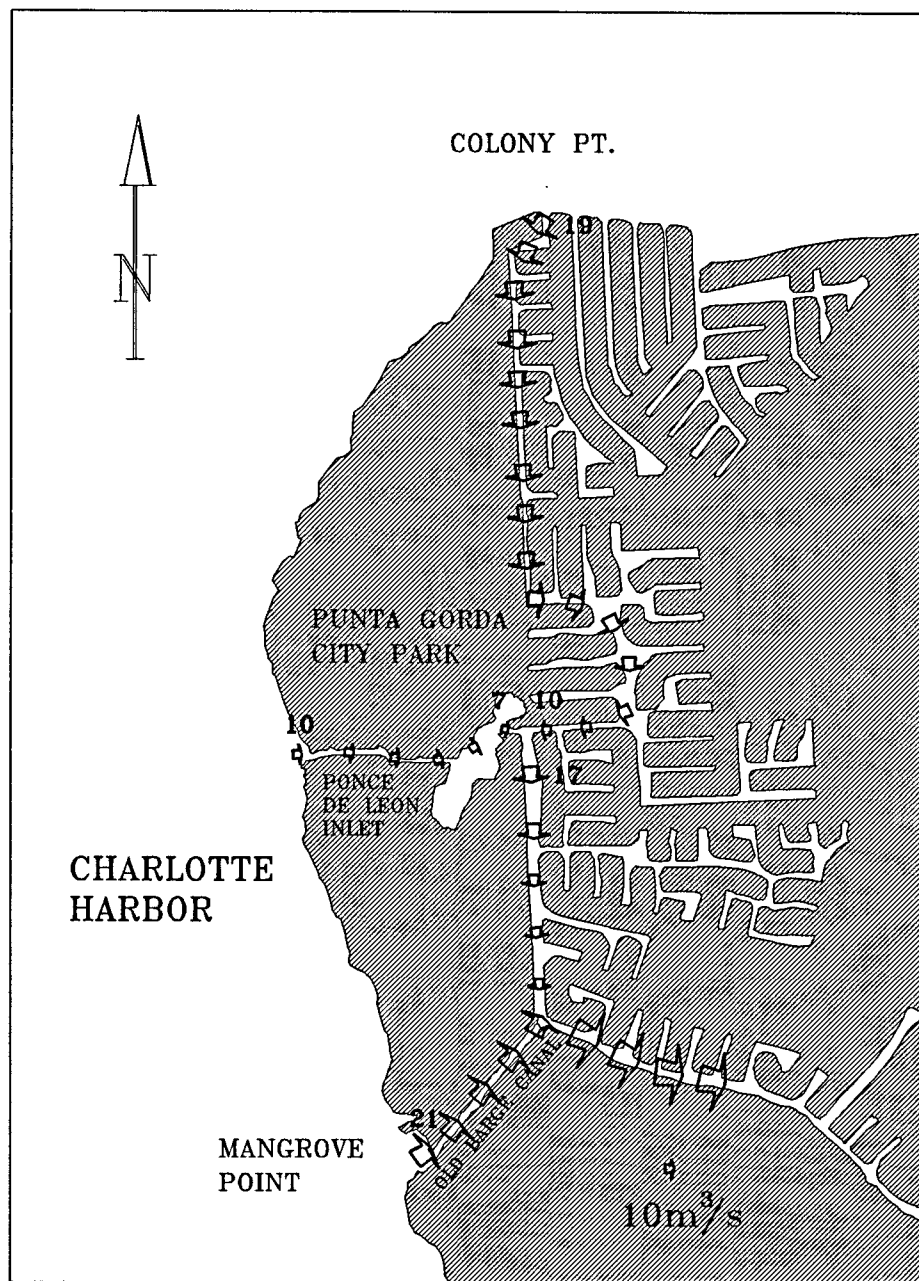 COLONY PT.
N
19
PUNTA GORDA
CITY PARK
7 10
10
PONCE
DE LEON
INLET
17
CHARLOTTE
HARBOR
OLD BARGE CANAL
21
MANGROVE
POINT
10m³/s